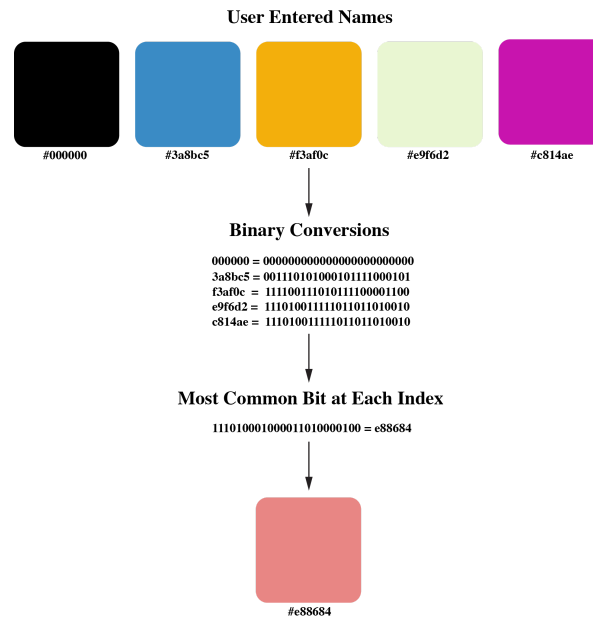 User Entered Names
#000000 #3a8bc5 #f3af0c #e9f6d2 #c814ae
Binary Conversions
000000 = 000000000000000000000000
3a8bc5 = 001110101000101111000101
f3af0c = 111100111010111100001100
e9f6d2 = 111010011111011011010010
c814ae = 111010011111011011010010
Most Common Bit at Each Index
111010001000011010000100 = e88684
#e88684